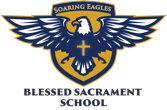 SOARING EAGLES
BLESSED SACRAMENT
SCHOOL